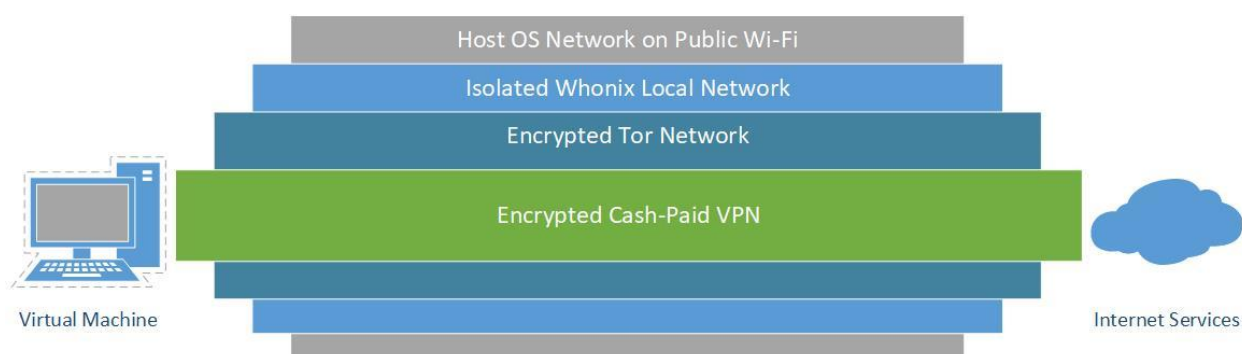 Host OS Network on Public Wi-Fi
Isolated Whonix Local Network
Encrypted Tor Network
Encrypted Cash-Paid VPN
Virtual Machine
Internet Services